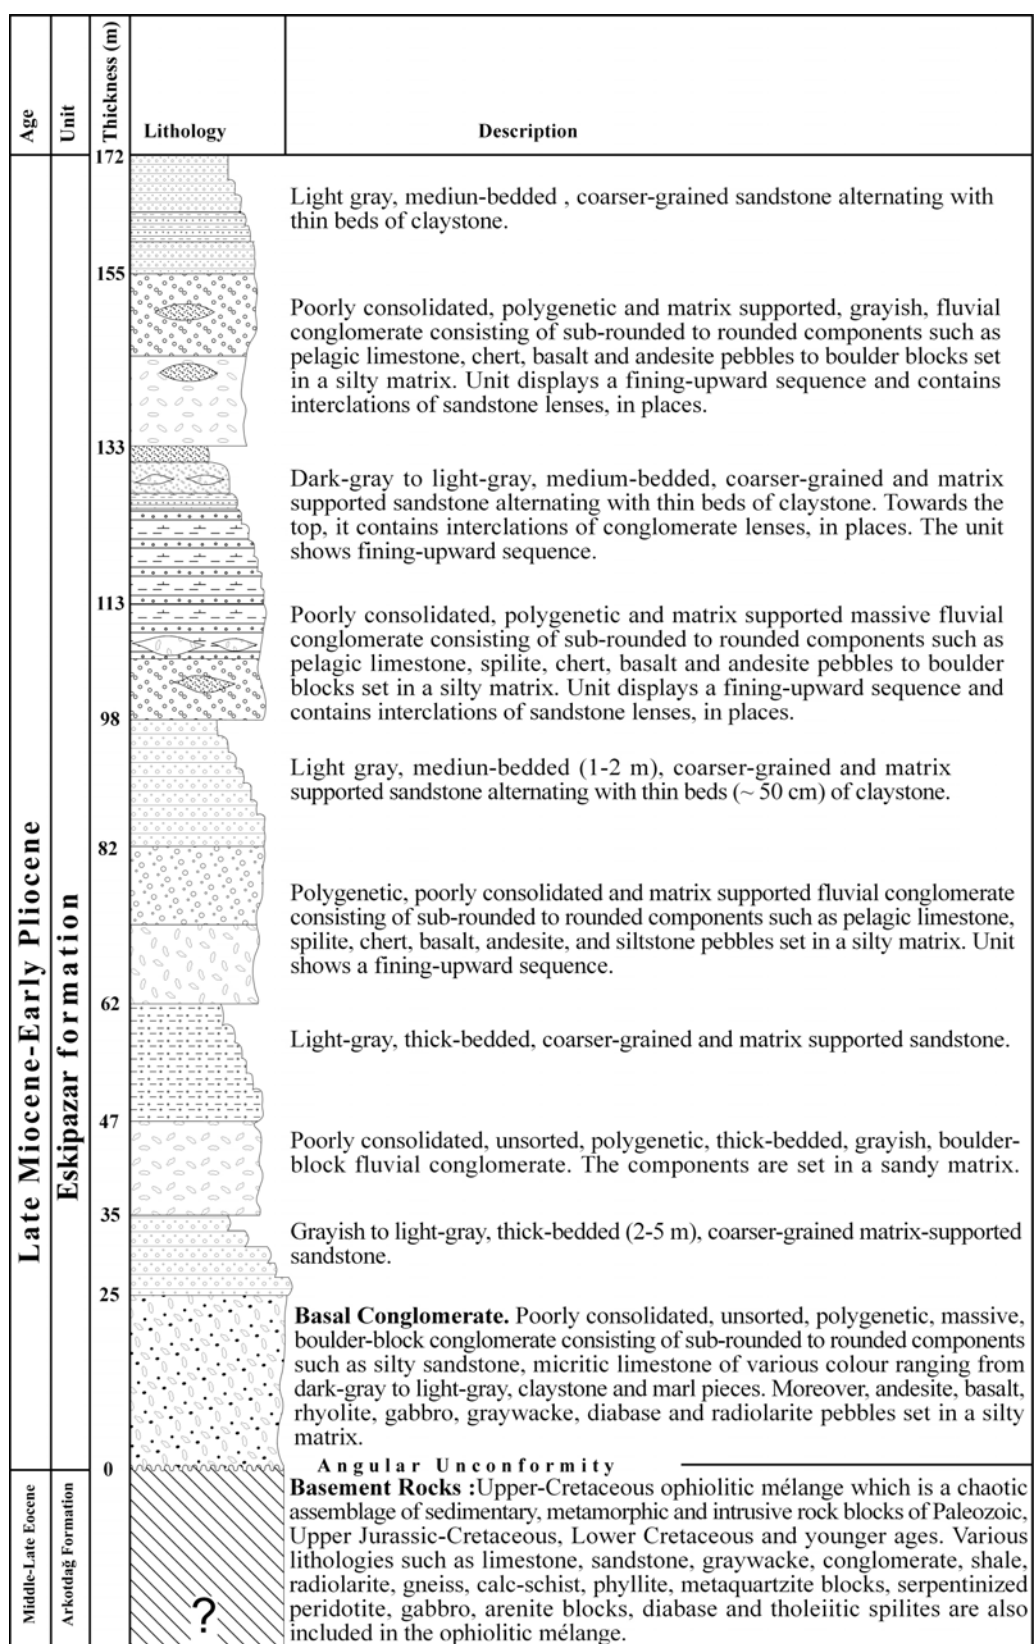 Age
Unit
Thickness (m)
Lithology
Description
172
Light gray, mediun-bedded , coarser-grained sandstone alternating with
thin beds of claystone.
155
Poorly consolidated, polygenetic and matrix supported, grayish, fluvial
conglomerate consisting of sub-rounded to rounded components such as
pelagic limestone, chert, basalt and andesite pebbles to boulder blocks set
in a silty matrix. Unit displays a fining-upward sequence and contains
interclations of sandstone lenses, in places.
133
Dark-gray to light-gray, medium-bedded, coarser-grained and matrix
supported sandstone alternating with thin beds of claystone. Towards the
top, it contains interclations of conglomerate lenses, in places. The unit
shows fining-upward sequence.
113
Poorly consolidated, polygenetic and matrix supported massive fluvial
conglomerate consisting of sub-rounded to rounded components such as
pelagic limestone, spilite, chert, basalt and andesite pebbles to boulder
blocks set in a silty matrix. Unit displays a fining-upward sequence and
contains interclations of sandstone lenses, in places.
98
Light gray, mediun-bedded (1-2 m), coarser-grained and matrix
supported sandstone alternating with thin beds (~ 50 cm) of claystone.
82
Polygenetic, poorly consolidated and matrix supported fluvial conglomerate
consisting of sub-rounded to rounded components such as pelagic limestone,
spilite, chert, basalt, andesite, and siltstone pebbles set in a silty matrix. Unit
shows a fining-upward sequence.
62
Light-gray, thick-bedded, coarser-grained and matrix supported sandstone.
47
Poorly consolidated, unsorted, polygenetic, thick-bedded, grayish, boulder-
block fluvial conglomerate. The components are set in a sandy matrix.
35
Grayish to light-gray, thick-bedded (2-5 m), coarser-grained matrix-supported
sandstone.
25
Basal Conglomerate. Poorly consolidated, unsorted, polygenetic, massive,
boulder-block conglomerate consisting of sub-rounded to rounded components
such as silty sandstone, micritic limestone of various colour ranging from
dark-gray to light-gray, claystone and marl pieces. Moreover, andesite, basalt,
rhyolite, gabbro, graywacke, diabase and radiolarite pebbles set in a silty
matrix.
0
Late Miocene-Early Pliocene
Eskipazar formation
Angular Unconformity
Basement Rocks :Upper-Cretaceous ophiolitic mélange which is a chaotic
assemblage of sedimentary, metamorphic and intrusive rock blocks of Paleozoic,
Upper Jurassic-Cretaceous, Lower Cretaceous and younger ages. Various
lithologies such as limestone, sandstone, graywacke, conglomerate, shale,
radiolarite, gneiss, calc-schist, phyllite, metaquartzite blocks, serpentinized
peridotite, gabbro, arenite blocks, diabase and tholeiitic spilites are also
included in the ophiolitic mélange.
Middle-Late Eocene
Arkotdağ Formation
?